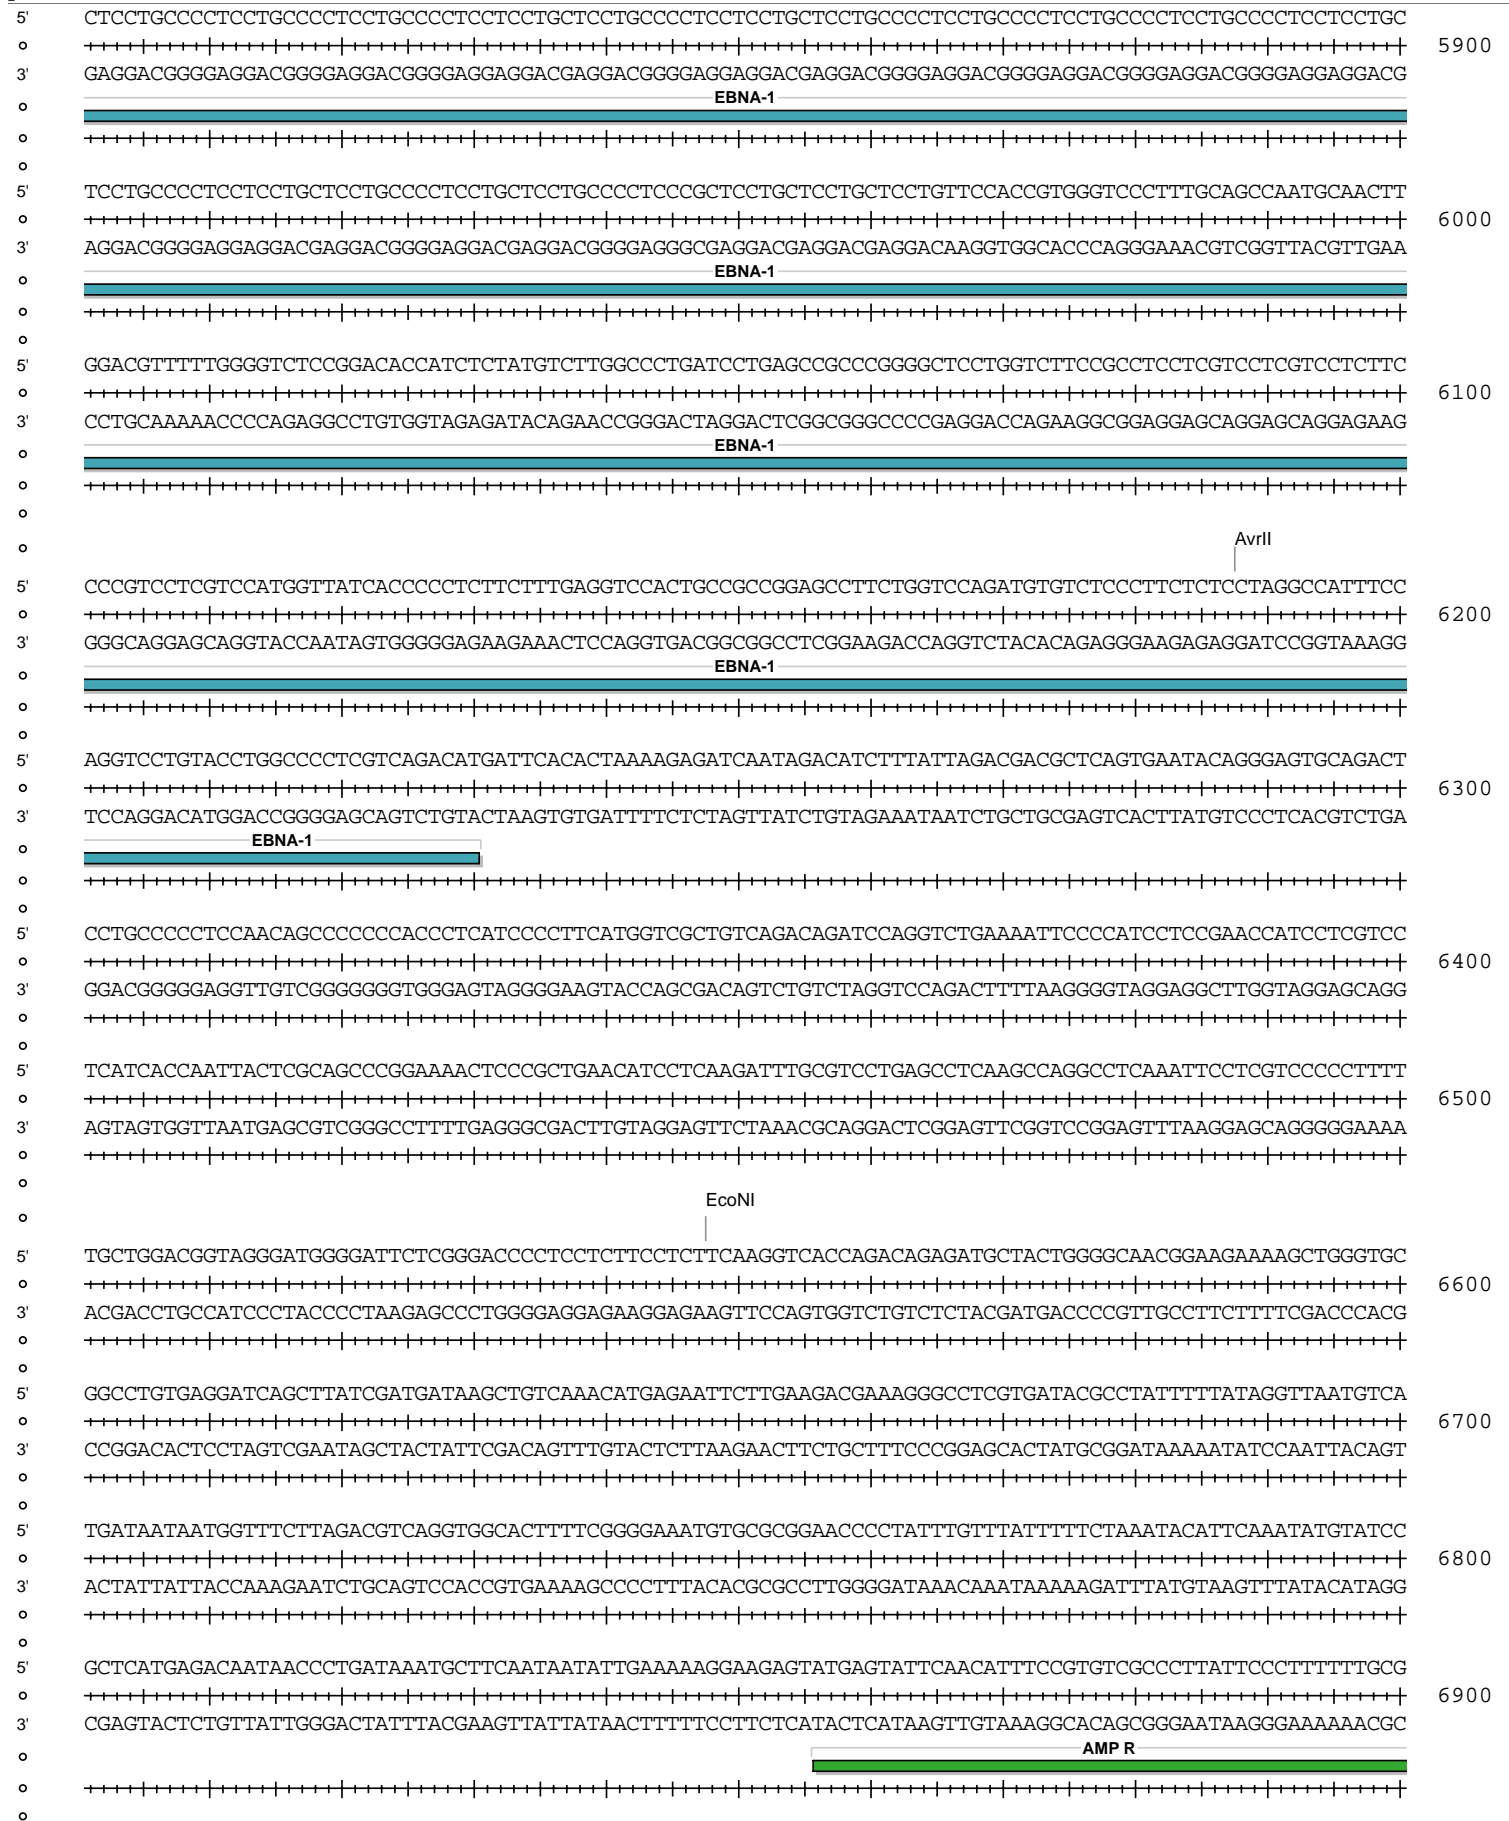 5' CTCCTGCCCCTCCTGCCCCTCCTGCCCCTCCTCCTGCTCCTGCCCCTCCTCCTGCTCCTGCCCCTCCTGCCCCTCCTGCCCCTCCTGCCCCTCCTCCTGC
5900
3' GAGGACGGGGAGGACGGGGAGGACGGGGAGGAGGACGAGGACGGGGAGGAGGACGAGGACGGGGAGGACGGGGAGGACGGGGAGGACGGGGAGGAGGACG
EBNA-1
5' TCCTGCCCCTCCTCCTGCTCCTGCCCCTCCTGCTCCTGCCCCTCCCGCTCCTGCTCCTGCTCCTGTTCCACCGTGGGTCCCTTTGCAGCCAATGCAACTT
6000
3' AGGACGGGGAGGAGGACGAGGACGGGGAGGACGAGGACGGGGAGGGCGAGGACGAGGACGAGGACAAGGTGGCACCCAGGGAAACGTCGGTTACGTTGAA
EBNA-1
5' GGACGTTTTTGGGGTCTCCGGACACCATCTCTATGTCTTGGCCCTGATCCTGAGCCGCCCGGGGCTCCTGGTCTTCCGCCTCCTCGTCCTCGTCCTCTTC
6100
3' CCTGCAAAAACCCCAGAGGCCTGTGGTAGAGATACAGAACCGGGACTAGGACTCGGCGGGCCCCGAGGACCAGAAGGCGGAGGAGCAGGAGCAGGAGAAG
EBNA-1
AvrII
5' CCCGTCCTCGTCCATGGTTATCACCCCCTCTTCTTTGAGGTCCACTGCCGCCGGAGCCTTCTGGTCCAGATGTGTCTCCCTTCTCTCCTAGGCCATTTCC
6200
3' GGGCAGGAGCAGGTACCAATAGTGGGGGAGAAGAAACTCCAGGTGACGGCGGCCTCGGAAGACCAGGTCTACACAGAGGGAAGAGAGGATCCGGTAAAGG
EBNA-1
5' AGGTCCTGTACCTGGCCCCTCGTCAGACATGATTCACACTAAAAGAGATCAATAGACATCTTTATTAGACGACGCTCAGTGAATACAGGGAGTGCAGACT
6300
3' TCCAGGACATGGACCGGGGAGCAGTCTGTACTAAGTGTGATTTTCTCTAGTTATCTGTAGAAATAATCTGCTGCGAGTCACTTATGTCCCTCACGTCTGA
EBNA-1
5' CCTGCCCCCTCCAACAGCCCCCCCACCCTCATCCCCTTCATGGTCGCTGTCAGACAGATCCAGGTCTGAAAATTCCCCATCCTCCGAACCATCCTCGTCC
6400
3' GGACGGGGGAGGTTGTCGGGGGGGTGGGAGTAGGGGAAGTACCAGCGACAGTCTGTCTAGGTCCAGACTTTTAAGGGGTAGGAGGCTTGGTAGGAGCAGG
5' TCATCACCAATTACTCGCAGCCCGGAAAACTCCCGCTGAACATCCTCAAGATTTGCGTCCTGAGCCTCAAGCCAGGCCTCAAATTCCTCGTCCCCCTTTT
6500
3' AGTAGTGGTTAATGAGCGTCGGGCCTTTTGAGGGCGACTTGTAGGAGTTCTAAACGCAGGACTCGGAGTTCGGTCCGGAGTTTAAGGAGCAGGGGGAAAA
EcoNI
5' TGCTGGACGGTAGGGATGGGGATTCTCGGGACCCCTCCTCTTCCTCTTCAAGGTCACCAGACAGAGATGCTACTGGGGCAACGGAAGAAAAGCTGGGTGC
6600
3' ACGACCTGCCATCCCTACCCCTAAGAGCCCTGGGGAGGAGAAGGAGAAGTTCCAGTGGTCTGTCTCTACGATGACCCCGTTGCCTTCTTTTCGACCCACG
5' GGCCTGTGAGGATCAGCTTATCGATGATAAGCTGTCAAACATGAGAATTCTTGAAGACGAAAGGGCCTCGTGATACGCCTATTTTTATAGGTTAATGTCA
6700
3' CCGGACACTCCTAGTCGAATAGCTACTATTCGACAGTTTGTACTCTTAAGAACTTCTGCTTTCCCGGAGCACTATGCGGATAAAAATATCCAATTACAGT
5' TGATAATAATGGTTTCTTAGACGTCAGGTGGCACTTTTCGGGGAAATGTGCGCGGAACCCCTATTTGTTTATTTTTCTAAATACATTCAAATATGTATCC
6800
3' ACTATTATTACCAAAGAATCTGCAGTCCACCGTGAAAAGCCCCTTTACACGCGCCTTGGGGATAAACAAATAAAAAGATTTATGTAAGTTTATACATAGG
5' GCTCATGAGACAATAACCCTGATAAATGCTTCAATAATATTGAAAAAGGAAGAGTATGAGTATTCAACATTTCCGTGTCGCCCTTATTCCCTTTTTTGCG
6900
3' CGAGTACTCTGTTATTGGGACTATTTACGAAGTTATTATAACTTTTTCCTTCTCATACTCATAAGTTGTAAAGGCACAGCGGGAATAAGGGAAAAAACGC
AMP R